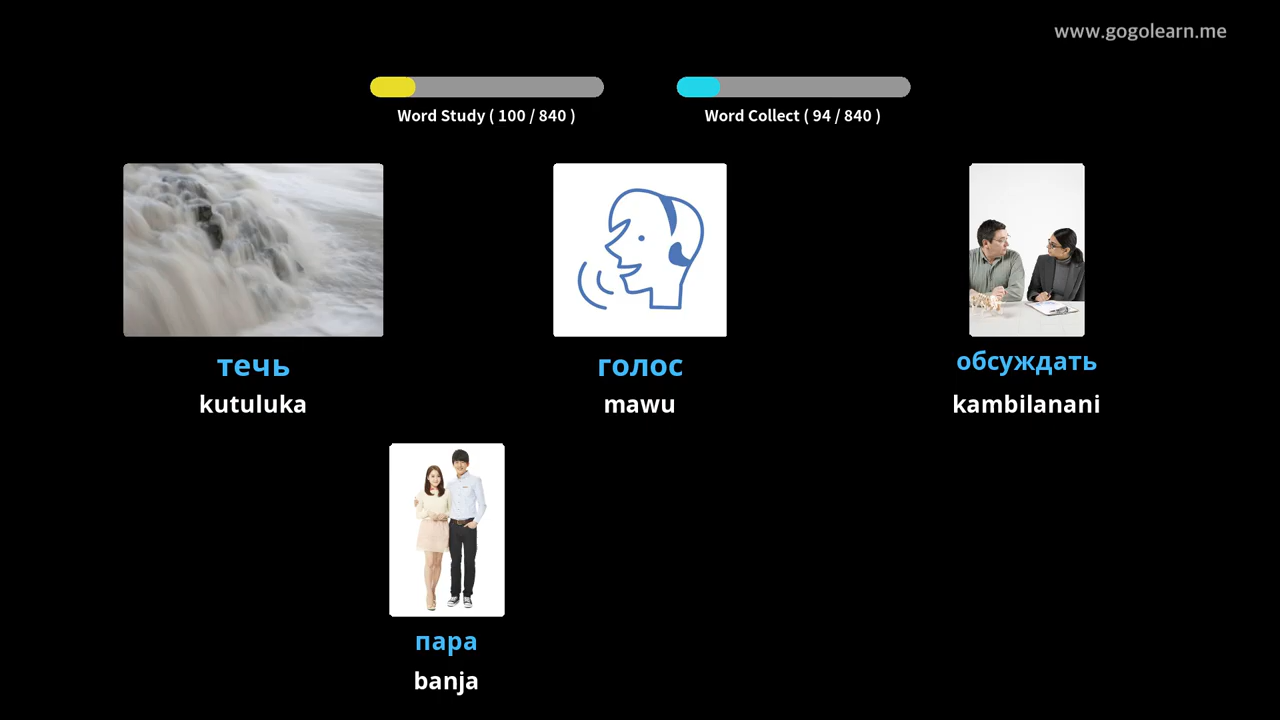 www.gogolearn.me
Word Study ( 100 / 840 )
Word Collect ( 94 / 840 )
течь
kutuluka
голос
mawu
обсуждать
kambilanani
пара
banja